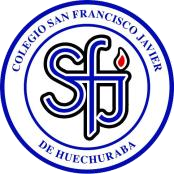 COLEGIO SAN FRANCISCO JAVIER
sfj
DE HUECHURABA